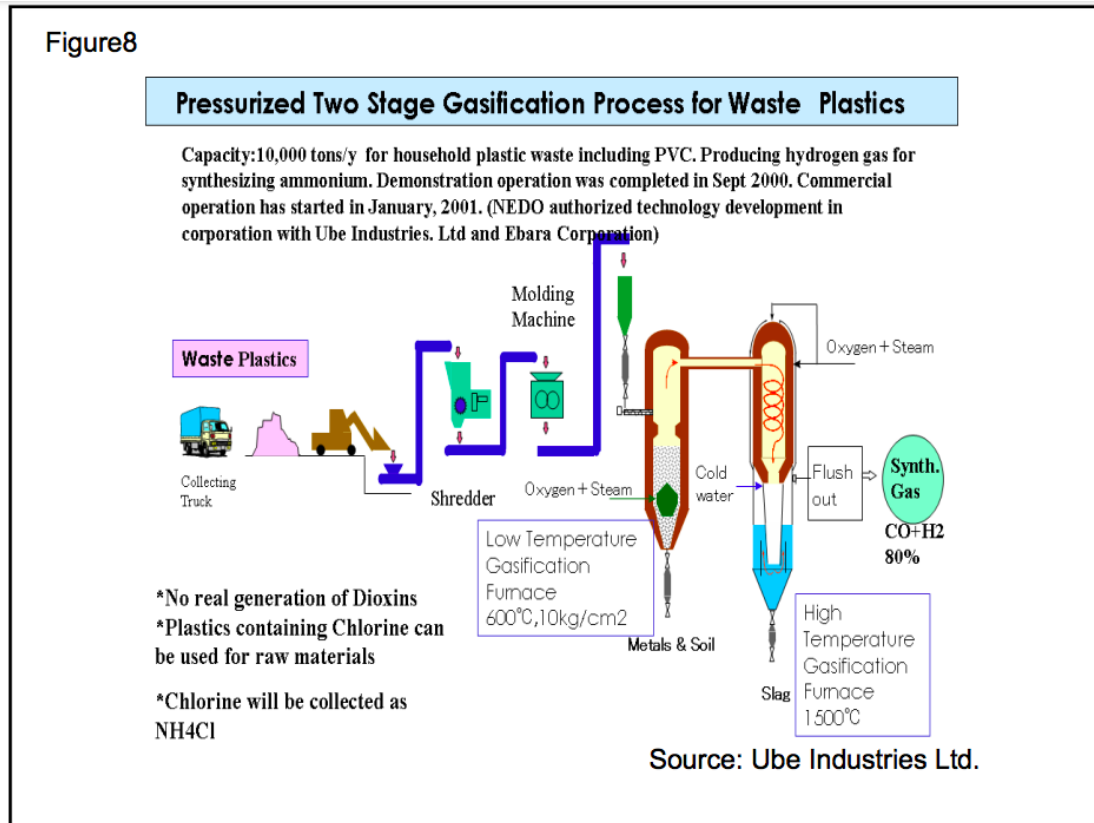 Figure8
Pressurized Two Stage Gasification Process for Waste Plastics
Capacity:10,000 tons/y for household plastic waste including PVC. Producing hydrogen gas for
synthesizing ammonium. Demonstration operation was completed in Sept 2000. Commercial
operation has started in January, 2001. (NEDO authorized technology development in
corporation with Ube Industries. Ltd and Ebara Corporation)
Molding
Machine
Waste Plastics
Oxygen+Steam
Collecting
Truck
Shredder
Oxygen+Steam
Cold
water
Flush
out
Synth.
Gas
CO+H2
80%
Low Temperature
Gasification
Furnace
600℃,10kg/cm2
Metals & Soil
High
Temperature
Gasification
Furnace
1500℃
Slag
*No real generation of Dioxins
*Plastics containing Chlorine can
be used for raw materials
*Chlorine will be collected as
NH4Cl
Source: Ube Industries Ltd.